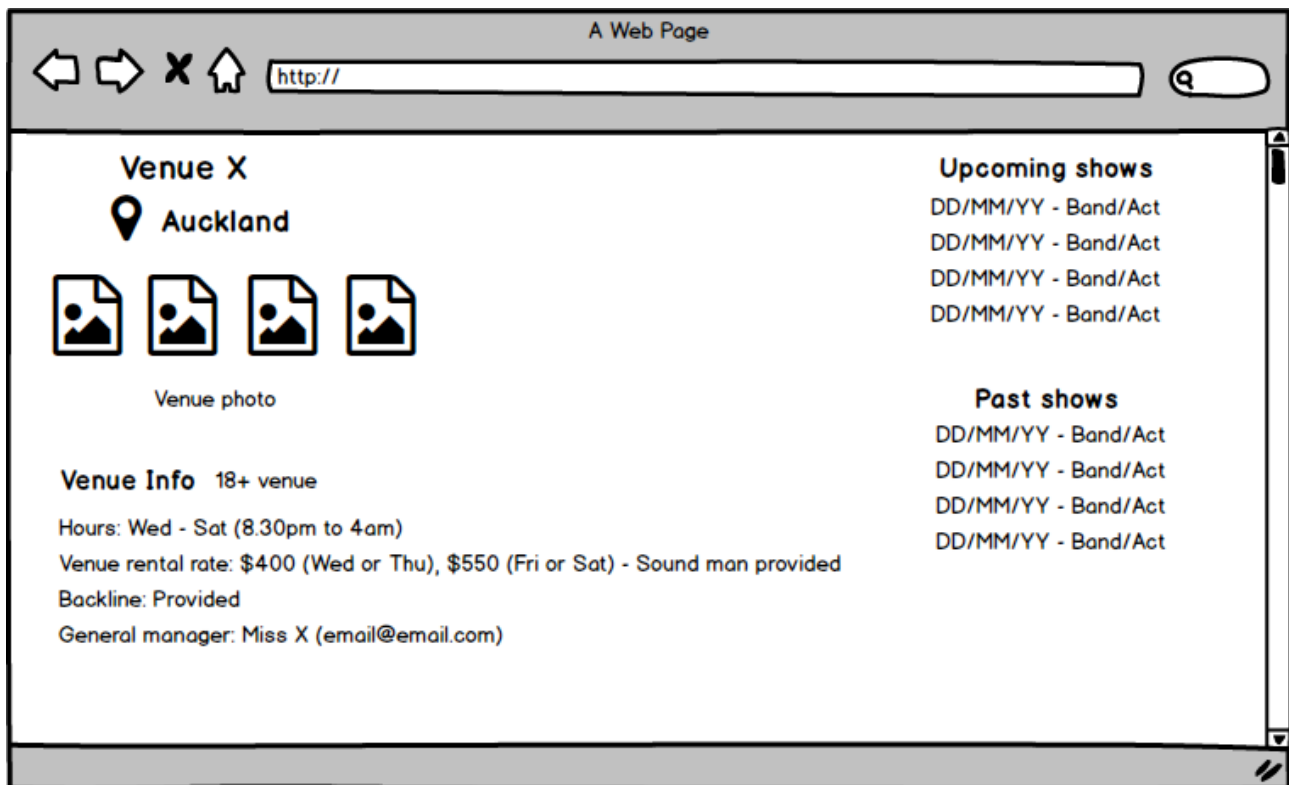 A Web Page
http://
Venue X
Auckland
Venue photo
Venue Info 18+ venue
Hours: Wed - Sat (8.30pm to 4am)
Venue rental rate: $400 (Wed or Thu), $550 (Fri or Sat) - Sound man provided
Backline: Provided
General manager: Miss X (email@email.com)
Upcoming shows
DD/MM/YY - Band/Act
DD/MM/YY - Band/Act
DD/MM/YY - Band/Act
DD/MM/YY - Band/Act
Past shows
DD/MM/YY - Band/Act
DD/MM/YY - Band/Act
DD/MM/YY - Band/Act
DD/MM/YY - Band/Act